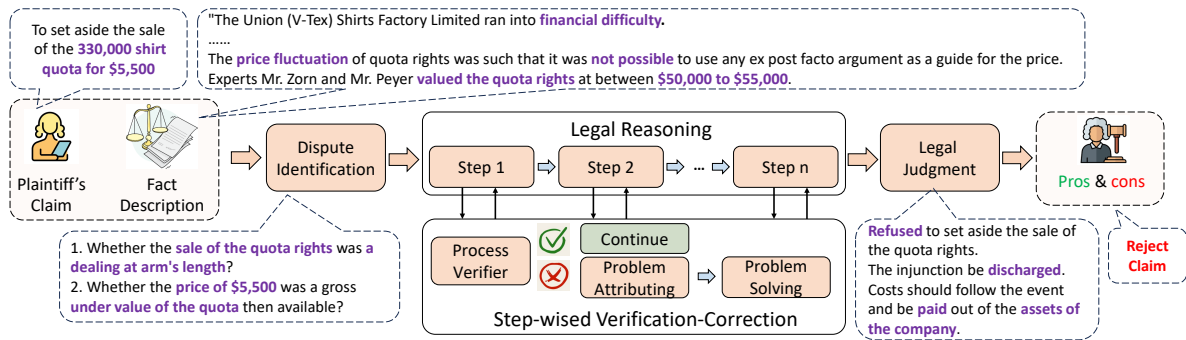 To set aside the sale
of the 330,000 shirt
quota for $5,500
"The Union (V-Tex) Shirts Factory Limited ran into financial difficulty.
......
The price fluctuation of quota rights was such that it was not possible to use any ex post facto argument as a guide for the price.
Experts Mr. Zorn and Mr. Peyer valued the quota rights at between $50,000 to $55,000.
Plaintiff's
Claim
Fact
Description
Dispute
Identification
Legal Reasoning
Step 1
Step 2
...
Step n
Legal
Judgment
Pros & cons
1. Whether the sale of the quota rights was a
dealing at arm's length?
2. Whether the price of $5,500 was a gross
under value of the quota then available?
Process
Verifier
Continue
Problem
Attributing
Problem
Solving
Step-wised Verification-Correction
Refused to set aside the sale of
the quota rights.
The injunction be discharged.
Costs should follow the event
and be paid out of the assets of
the company.
Reject
Claim